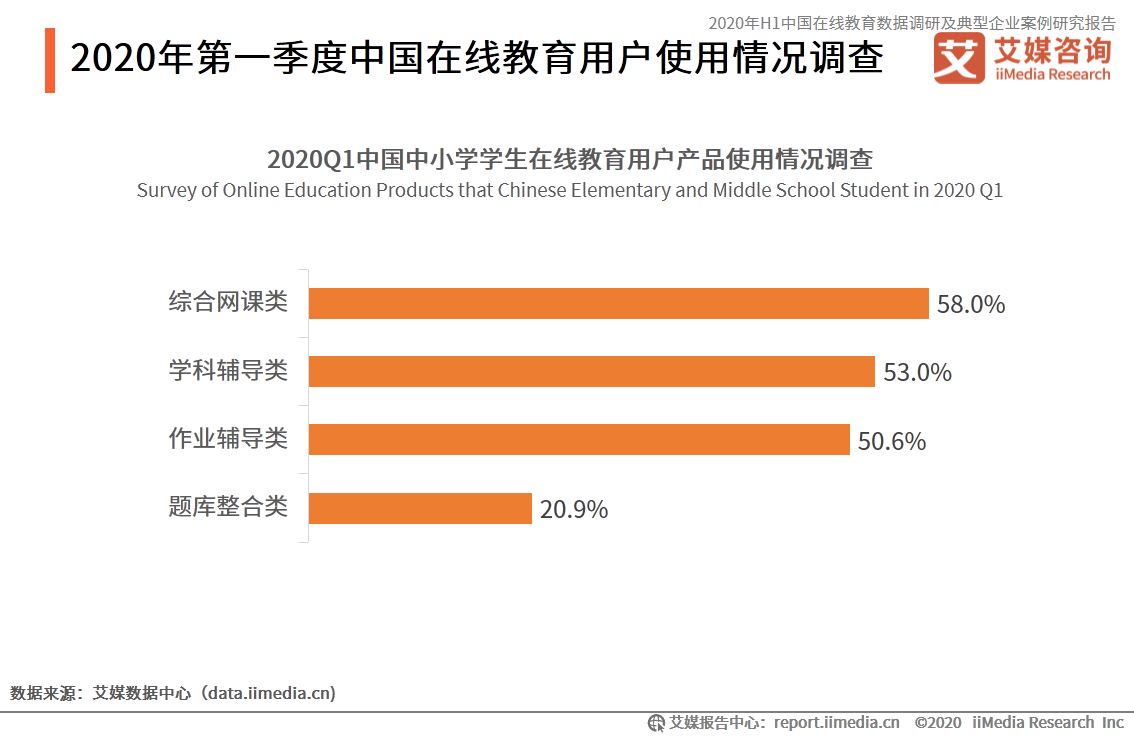 2020年H1中国在线教育数据调研及典型企业案例研究报告
2020年第一季度中国在线教育用户使用情况调查
艾
艾媒咨询
iiMedia Research
2020Q1中国中小学学生在线教育用户产品使用情况调查
Survey of Online Education Products that Chinese Elementary and Middle School Student in 2020 Q1
综合网课类 58.0%
学科辅导类 53.0%
作业辅导类 50.6%
题库整合类 20.9%
数据来源：艾媒数据中心（data.iimedia.cn)
艾媒报告中心：report.iimedia.cn ©2020 iiMedia Research Inc